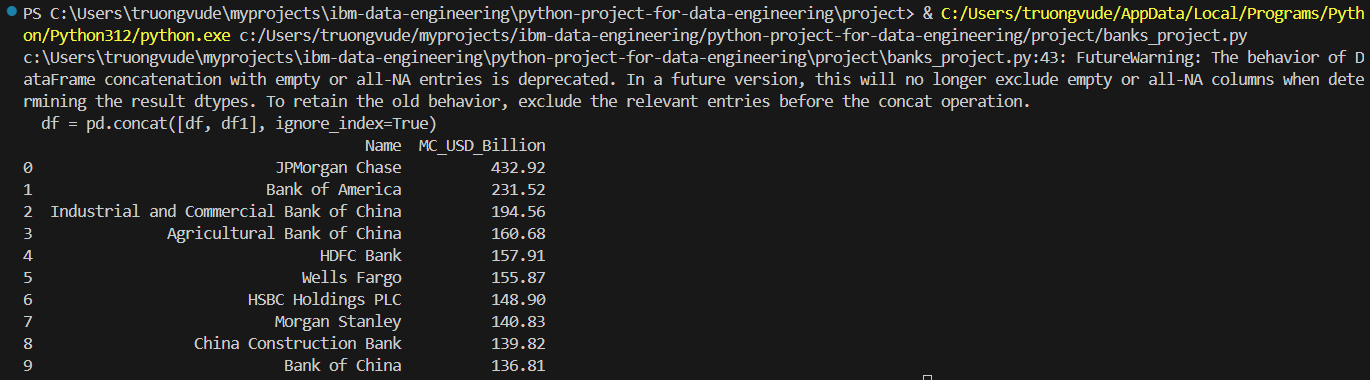 PS C:\Users\truongvude\myprojects\ibm-data-engineering\python-project-for-data-engineering\project> & C:/Users/truongvude/AppData/Local/Programs/Pyth
on/Python312/python.exe c:/Users/truongvude/myprojects/ibm-data-engineering/python-project-for-data-engineering/project/banks_project.py
c:\Users\truongvude\myprojects\ibm-data-engineering\python-project-for-data-engineering\project\banks_project.py:43: FutureWarning: The behavior of D
ataFrame concatenation with empty or all-NA entries is deprecated. In a future version, this will no longer exclude empty or all-NA columns when dete
rmining the result dtypes. To retain the old behavior, exclude the relevant entries before the concat operation.
  df = pd.concat([df, df1], ignore_index=True)
                                      Name  MC_USD_Billion
0                           JPMorgan Chase          432.92
1                          Bank of America          231.52
2  Industrial and Commercial Bank of China          194.56
3               Agricultural Bank of China          160.68
4                                HDFC Bank          157.91
5                              Wells Fargo          155.87
6                        HSBC Holdings PLC          148.90
7                           Morgan Stanley          140.83
8                  China Construction Bank          139.82
9                            Bank of China          136.81